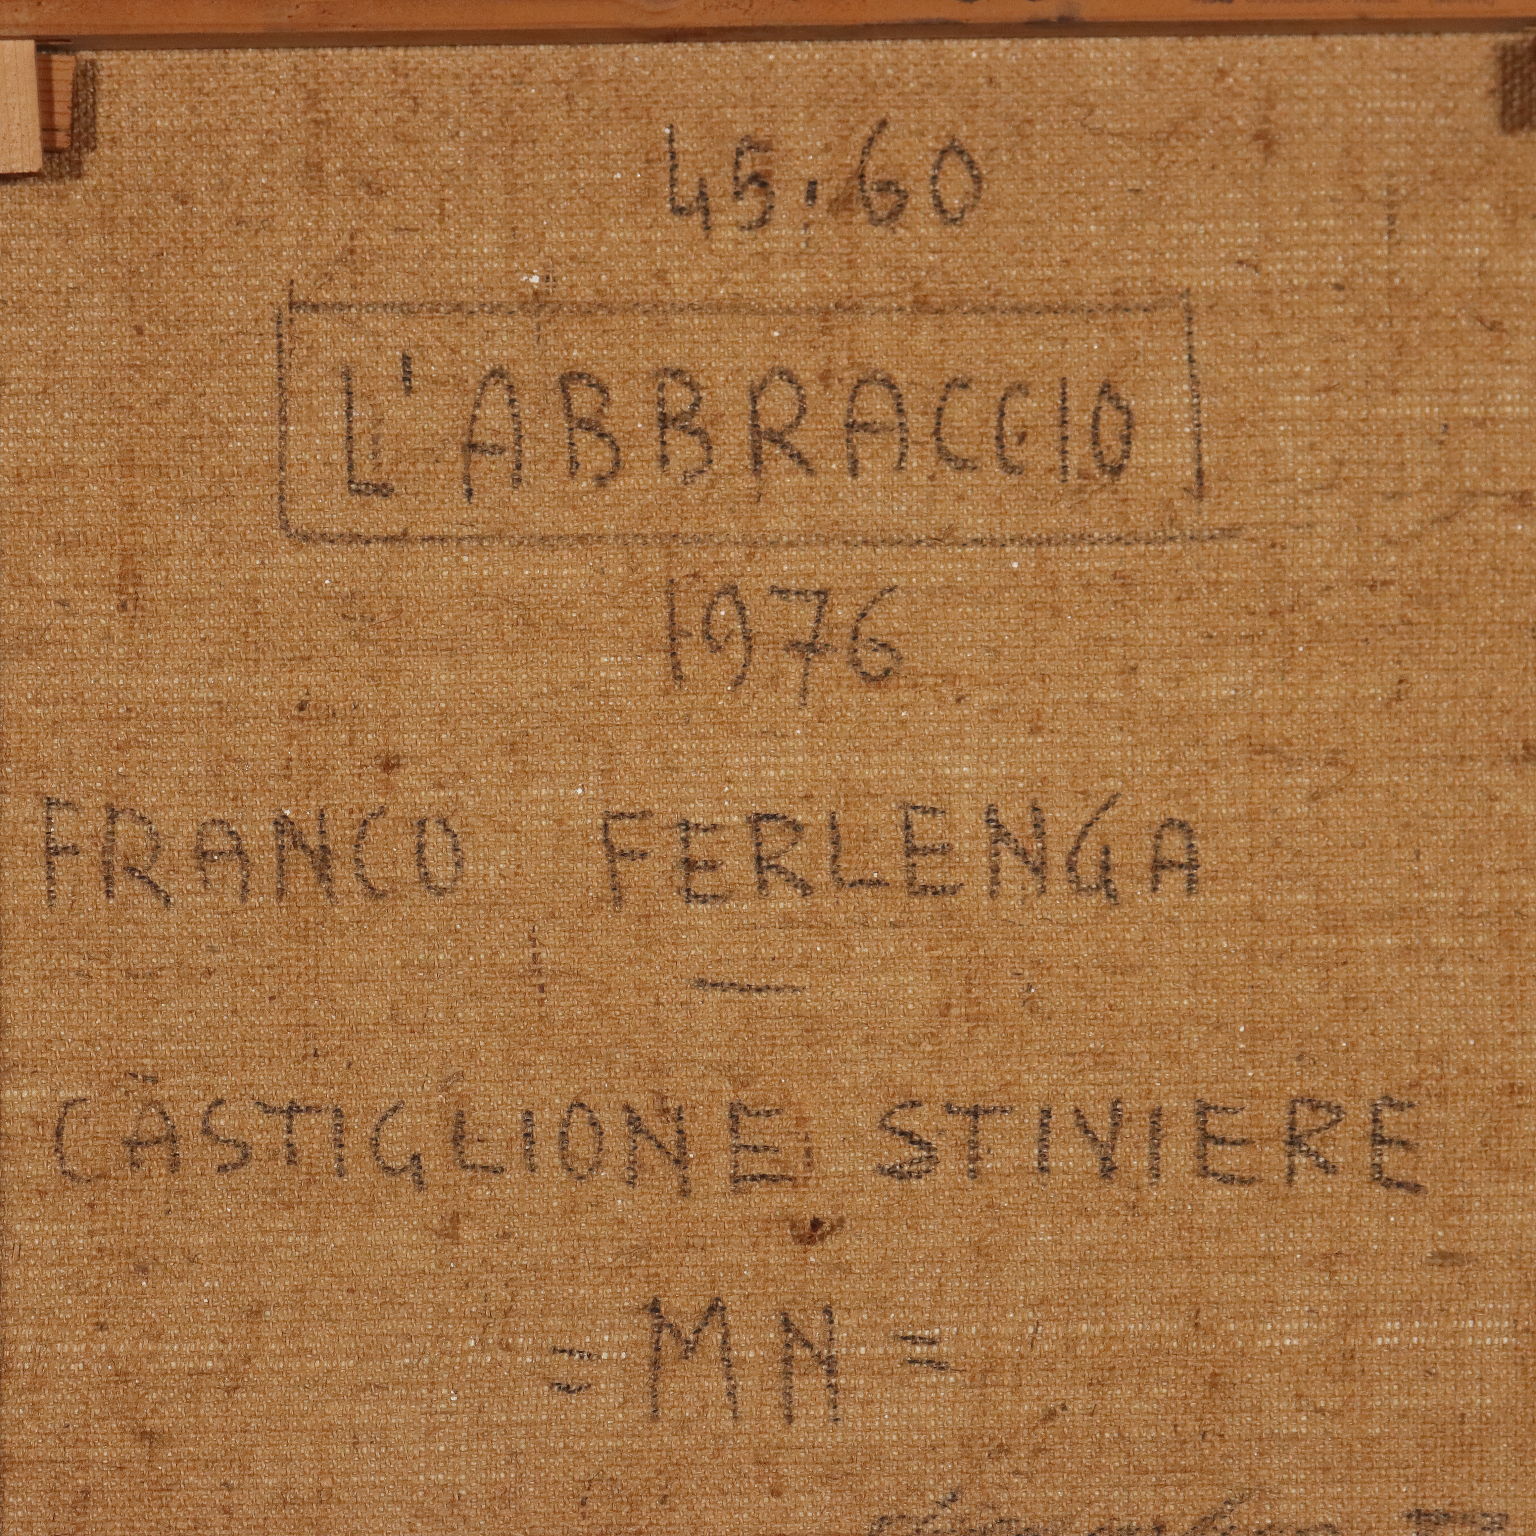 45.60
L'ABBRACCIO
1976
FRANCO FERLENGA
—
CASTIGLIONE STIVIERE
= MN =